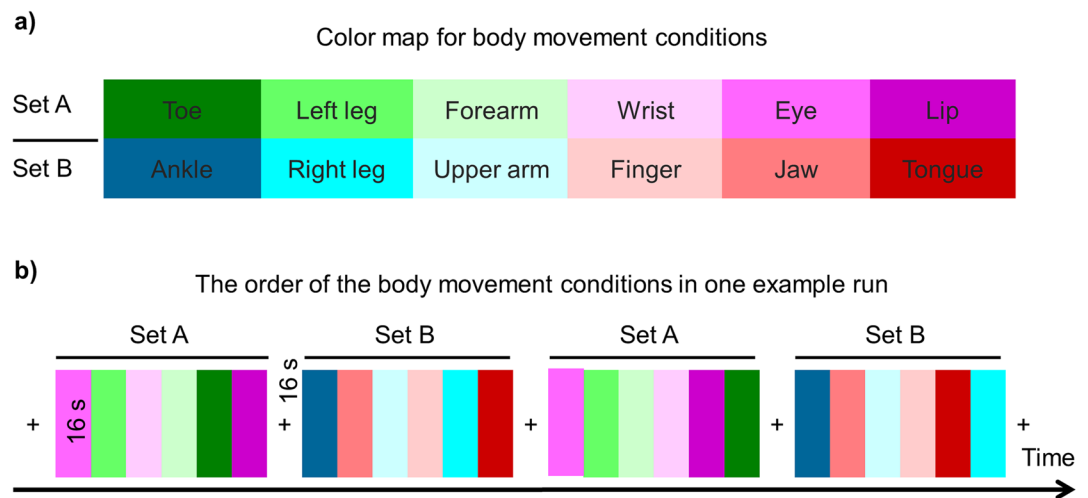 a)
Color map for body movement conditions
Set A
Toe Left leg Forearm Wrist Eye Lip
Set B
Ankle Right leg Upper arm Finger Jaw Tongue
b)
The order of the body movement conditions in one example run
Set A Set B Set A Set B
+ 16 s + 16 s + + +
Time